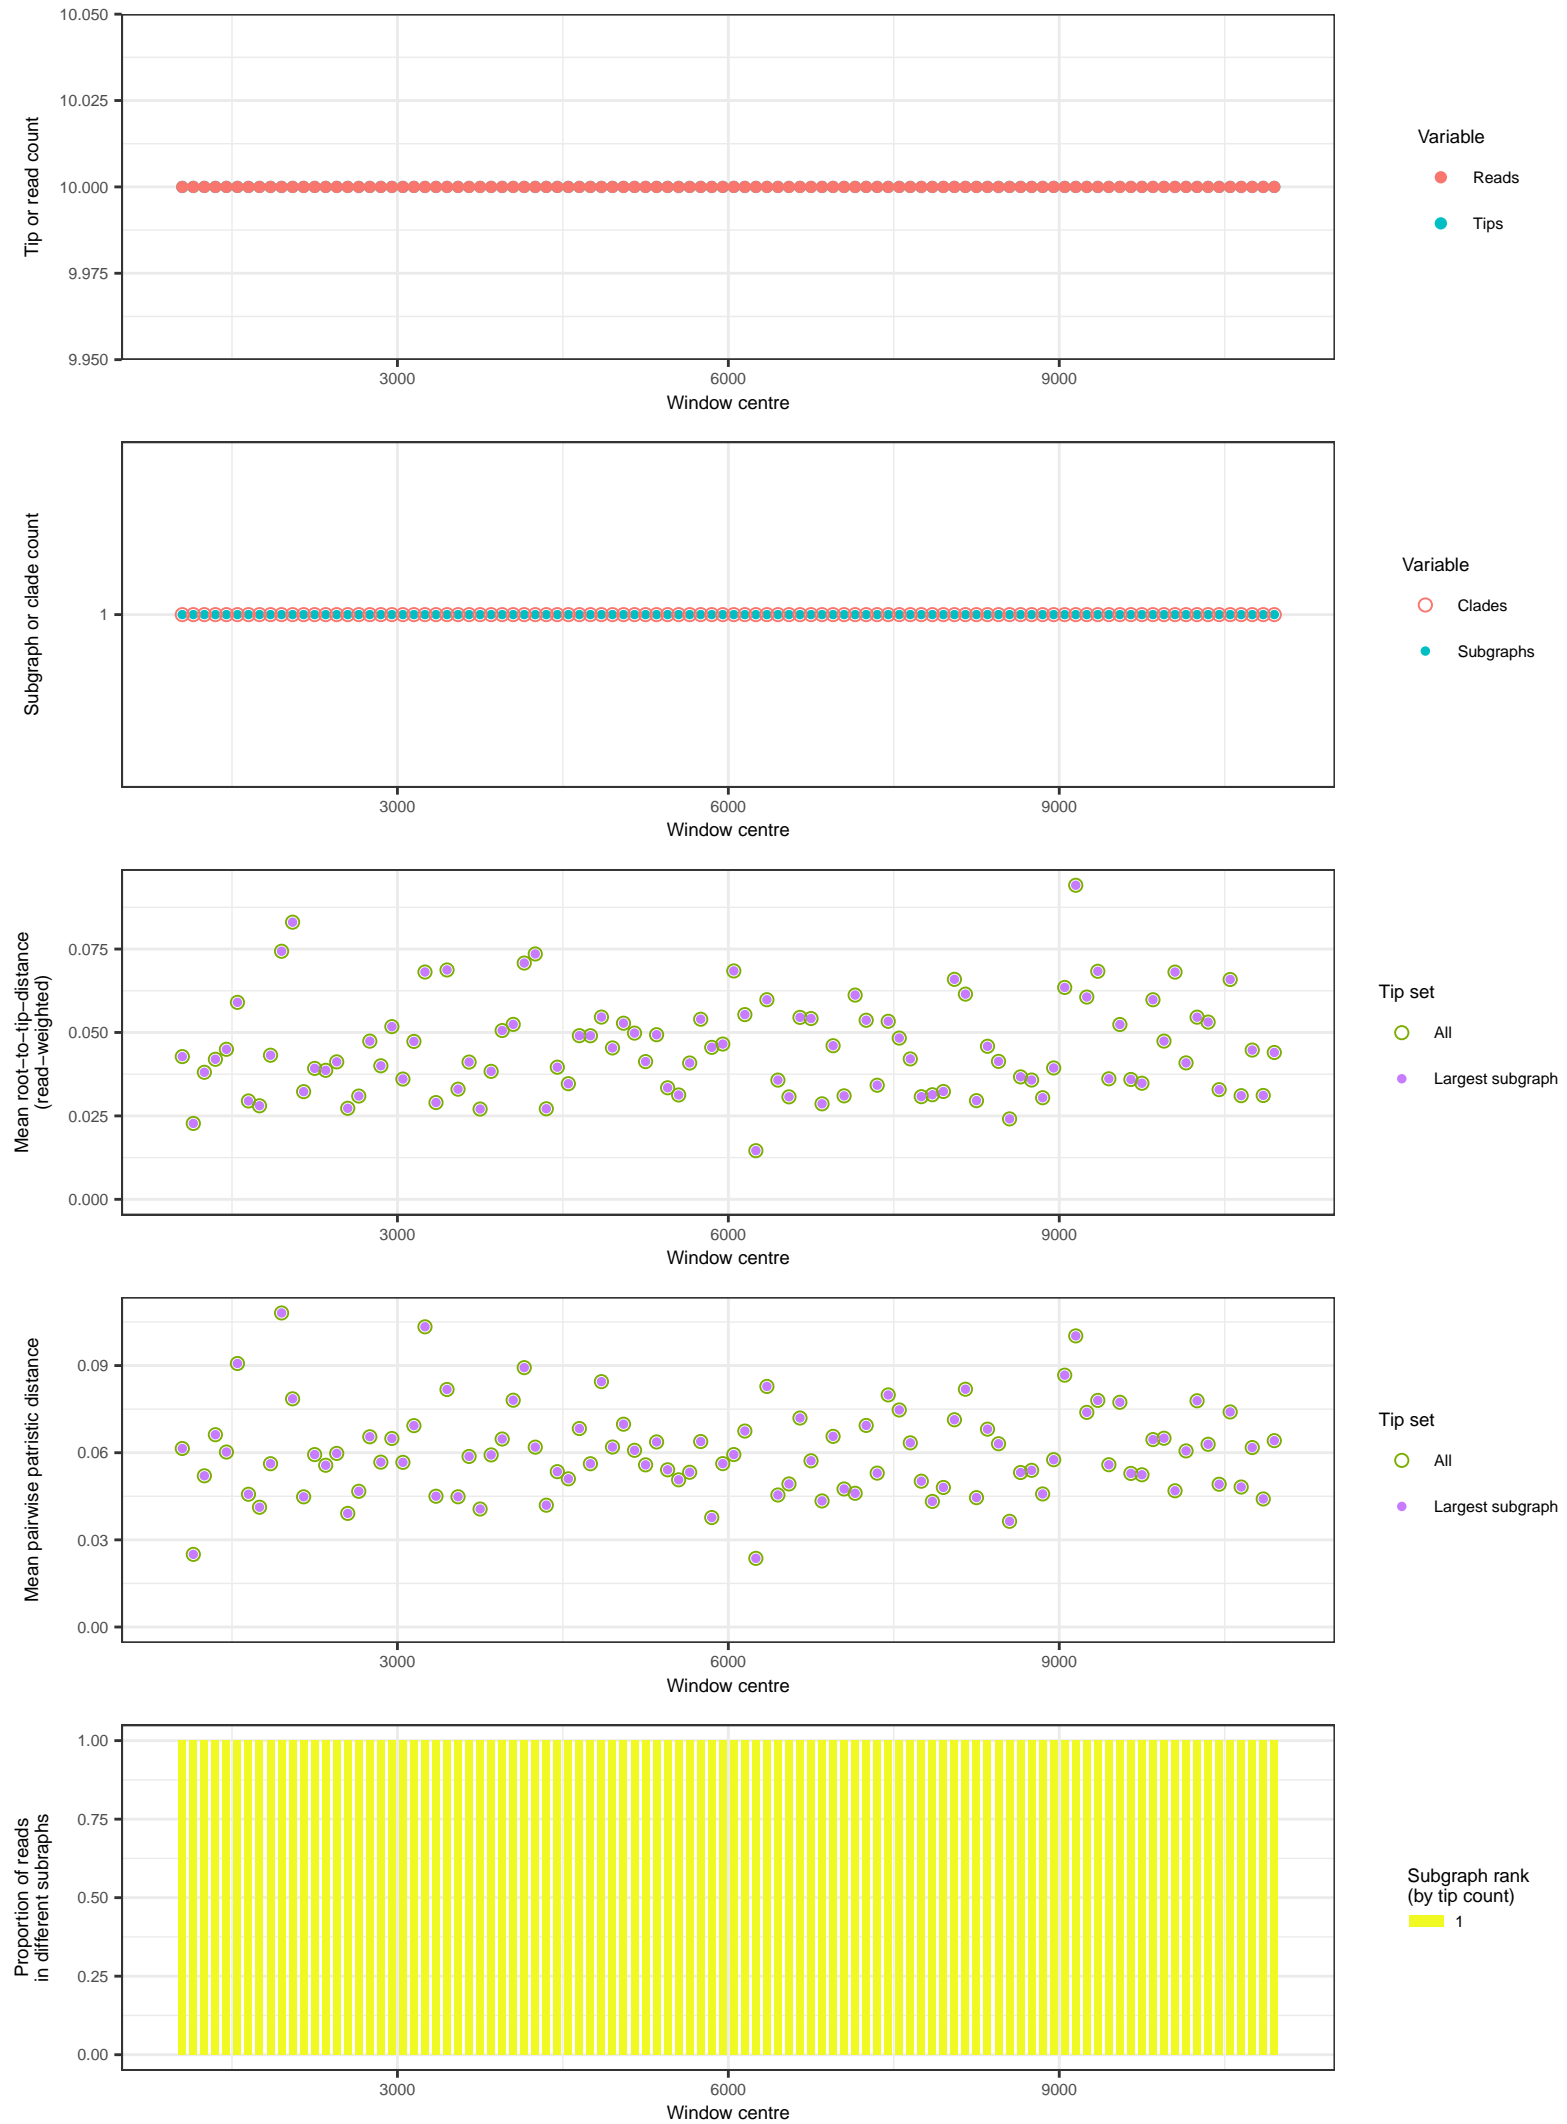 10.050
10.025
10.000
9.975
9.950
Tip or read count
3000 6000 9000
Window centre
Variable
Reads
Tips
1
Subgraph or clade count
3000 6000 9000
Window centre
Variable
Clades
Subgraphs
0.075
0.050
0.025
0.000
Mean root−to−tip−distance
(read−weighted)
3000 6000 9000
Window centre
Tip set
All
Largest subgraph
0.09
0.06
0.03
0.00
Mean pairwise patristic distance
3000 6000 9000
Window centre
Tip set
All
Largest subgraph
1.00
0.75
0.50
0.25
0.00
Proportion of reads
in different subraphs
3000 6000 9000
Window centre
Subgraph rank
(by tip count)
1